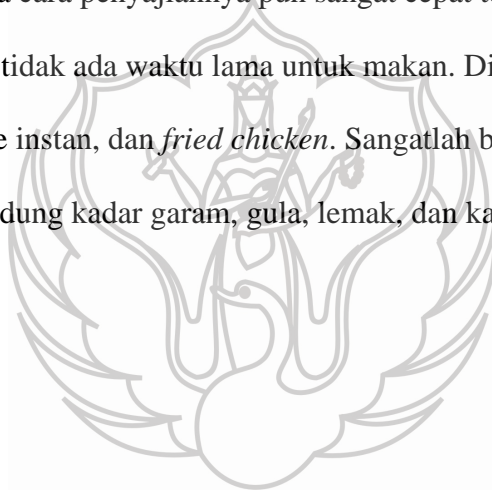 cara penyajiannya pun sangat cepat
tidak ada waktu lama untuk makan. Di
e instan, dan fried chicken. Sangatlah b
dung kadar garam, gula, lemak, dan ka